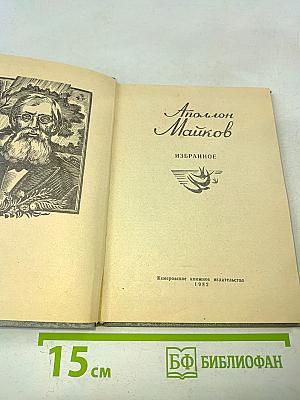 Аполлон
Майков
ИЗБРАННОЕ
Кемеровское книжное издательство
1982
15 см
БФ БИБЛИОФАН